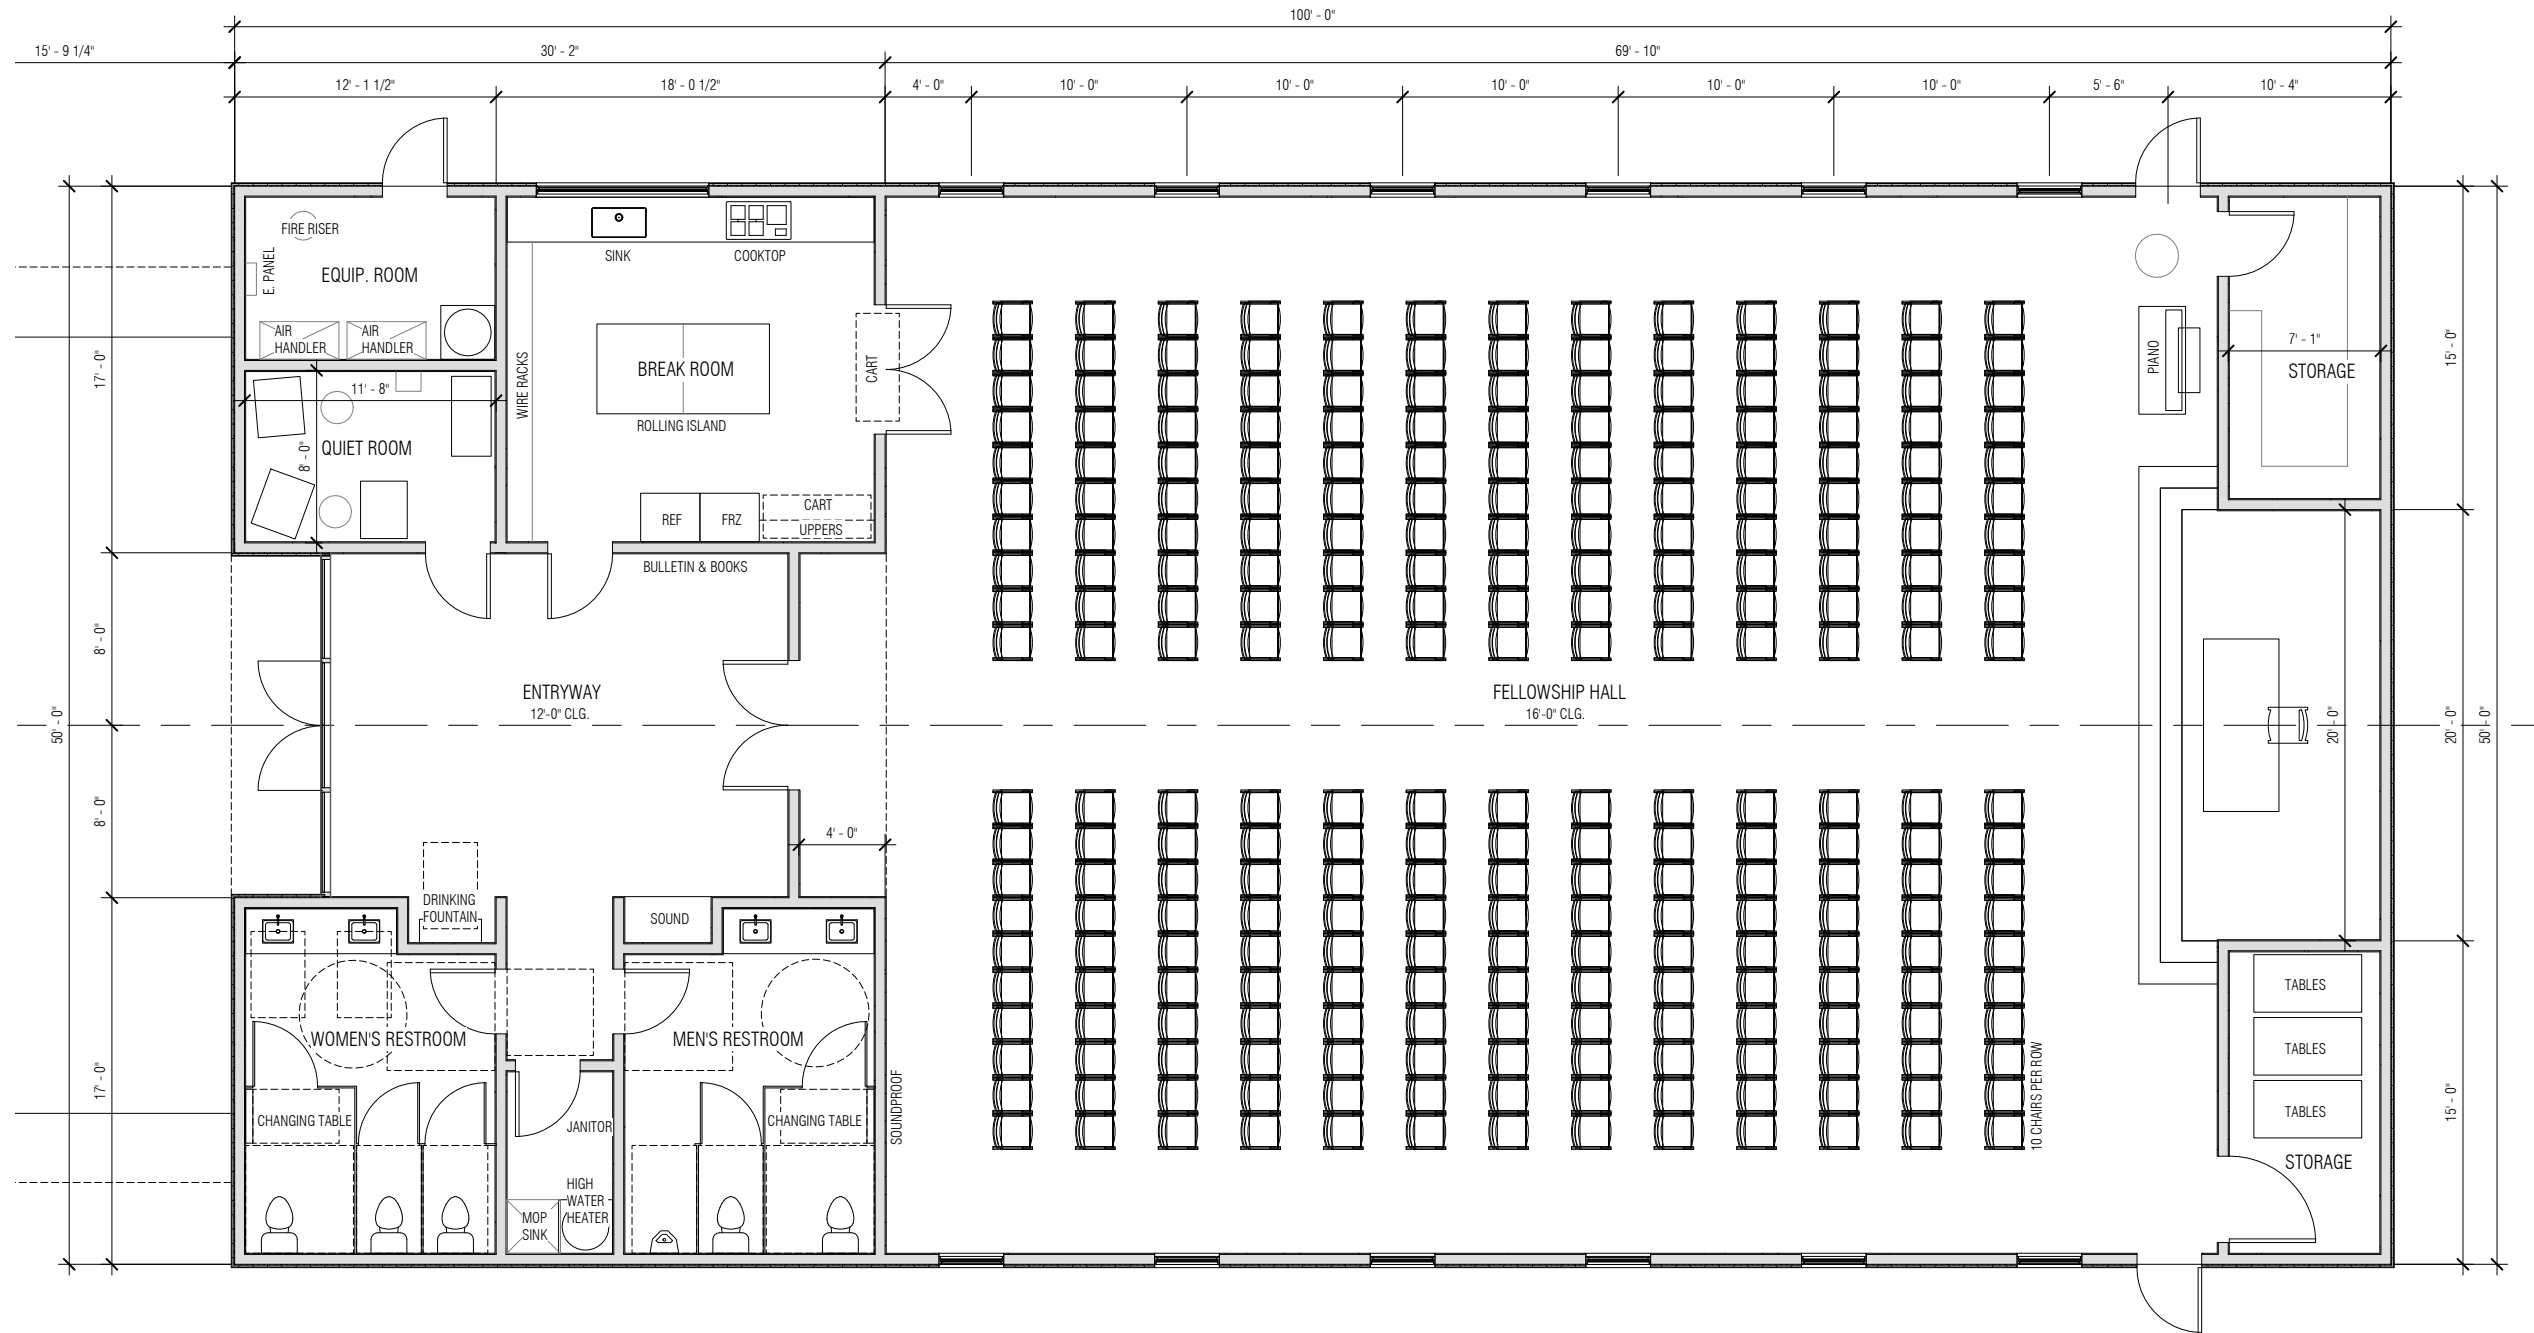 100' - 0"
15' - 9 1/4"
30' - 2"
69' - 10"
12' - 1 1/2"
18' - 0 1/2"
4' - 0"
10' - 0"
10' - 0"
10' - 0"
10' - 0"
10' - 0"
5' - 6"
10' - 4"
FIRE RISER
E. PANEL
EQUIP. ROOM
AIR
HANDLER
AIR
HANDLER
SINK
COOKTOP
WIRE RACKS
BREAK ROOM
ROLLING ISLAND
CART
REF
FRZ
CART
UPPERS
11' - 8"
8' - 0"
QUIET ROOM
17' - 0"
8' - 0"
50' - 0"
8' - 0"
17' - 0"
BULLETIN & BOOKS
ENTRYWAY
12'-0" CLG.
4' - 0"
DRINKING
FOUNTAIN
SOUND
WOMEN'S RESTROOM
MEN'S RESTROOM
CHANGING TABLE
CHANGING TABLE
JANITOR
HIGH
WATER
HEATER
MOP
SINK
SOUNDPROOF
FELLOWSHIP HALL
16'-0" CLG.
10 CHAIRS PER ROW
PIANO
7' - 1"
STORAGE
20' - 0"
TABLES
TABLES
TABLES
STORAGE
15' - 0"
20' - 0"
50' - 0"
15' - 0"